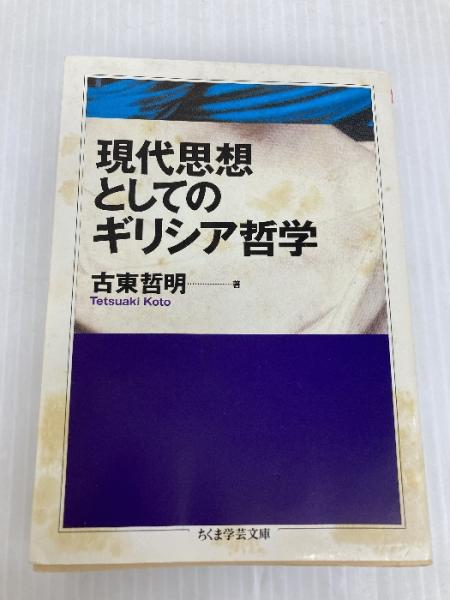 現代思想
としての
ギリシア哲学
古東哲明………………著
Tetsuaki Koto
ちくま学芸文庫